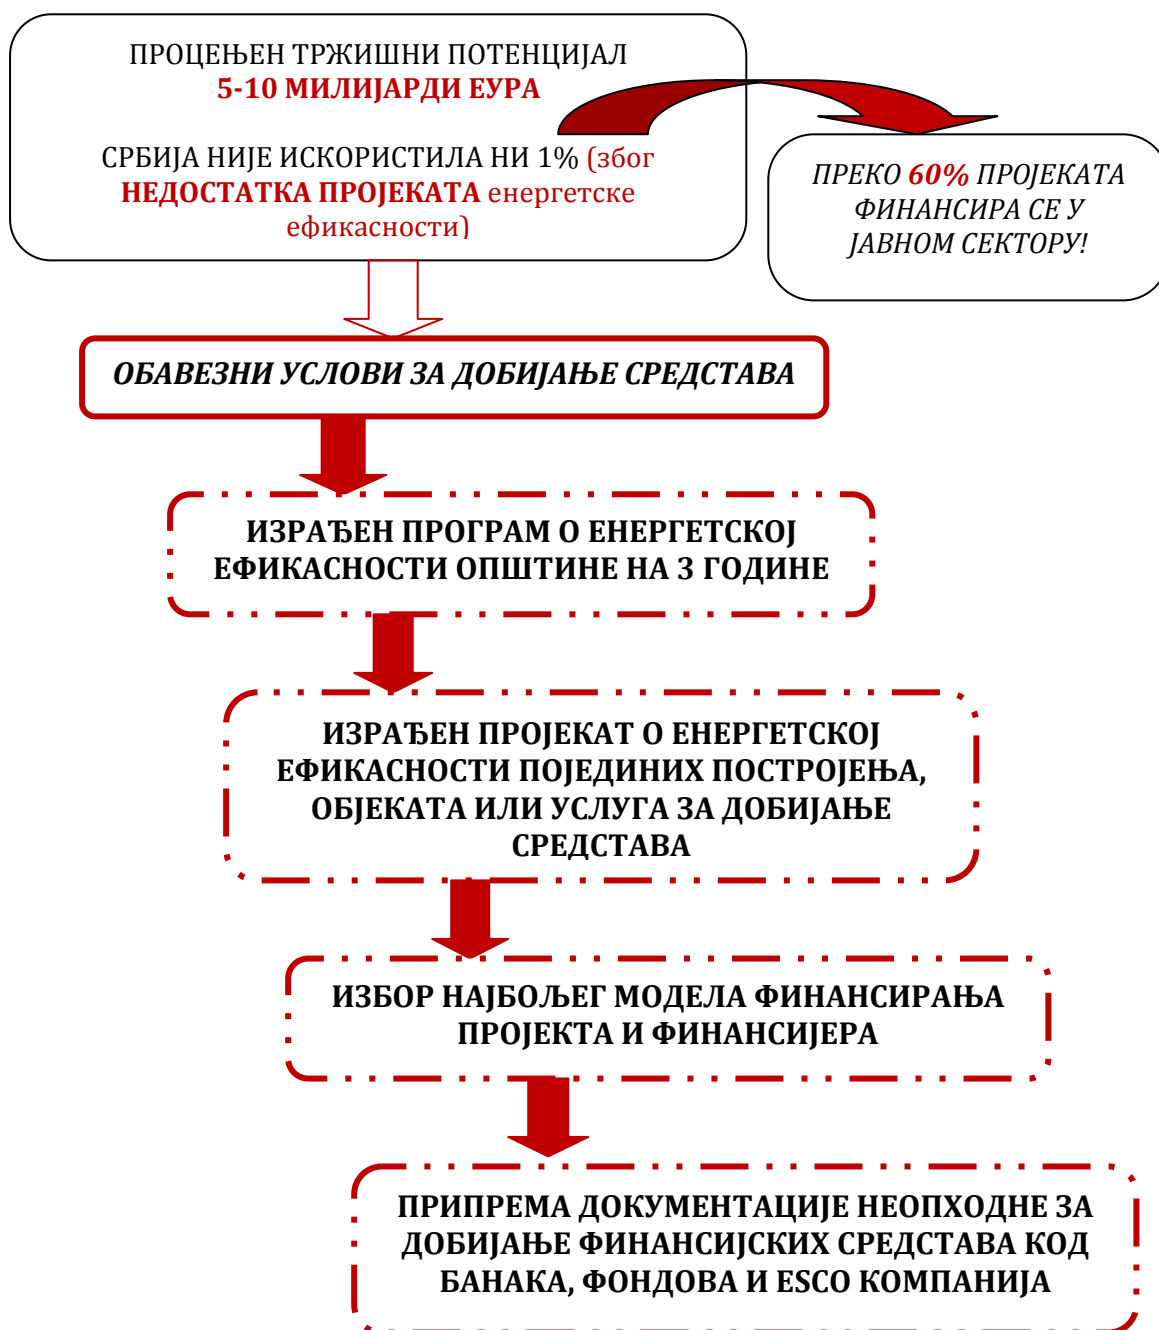 ПРОЦЕЊЕН ТРЖИШНИ ПОТЕНЦИЈАЛ
5-10 МИЛИЈАРДИ ЕУРА
СРБИЈА НИЈЕ ИСКОРИСТИЛА НИ 1% (због
НЕДОСТАТКА ПРОЈЕКАТА енергетске
ефикасности)
ПРЕКО 60% ПРОЈЕКАТА
ФИНАНСИРА СЕ У
ЈАВНОМ СЕКТОРУ!
ОБАВЕЗНИ УСЛОВИ ЗА ДОБИЈАЊЕ СРЕДСТАВА
ИЗРАЂЕН ПРОГРАМ О ЕНЕРГЕТСКОЈ
ЕФИКАСНОСТИ ОПШТИНЕ НА 3 ГОДИНЕ
ИЗРАЂЕН ПРОЈЕКАТ О ЕНЕРГЕТСКОЈ
ЕФИКАСНОСТИ ПОЈЕДИНИХ ПОСТРОЈЕЊА,
ОБЈЕКАТА ИЛИ УСЛУГА ЗА ДОБИЈАЊЕ
СРЕДСТАВА
ИЗБОР НАЈБОЉЕГ МОДЕЛА ФИНАНСИРАЊА
ПРОЈЕКТА И ФИНАНСИЈЕРА
ПРИПРЕМА ДОКУМЕНТАЦИЈЕ НЕОПХОДНЕ ЗА
ДОБИЈАЊЕ ФИНАНСИЈСКИХ СРЕДСТАВА КОД
БАНАКА, ФОНДОВА И ESCO КОМПАНИЈА